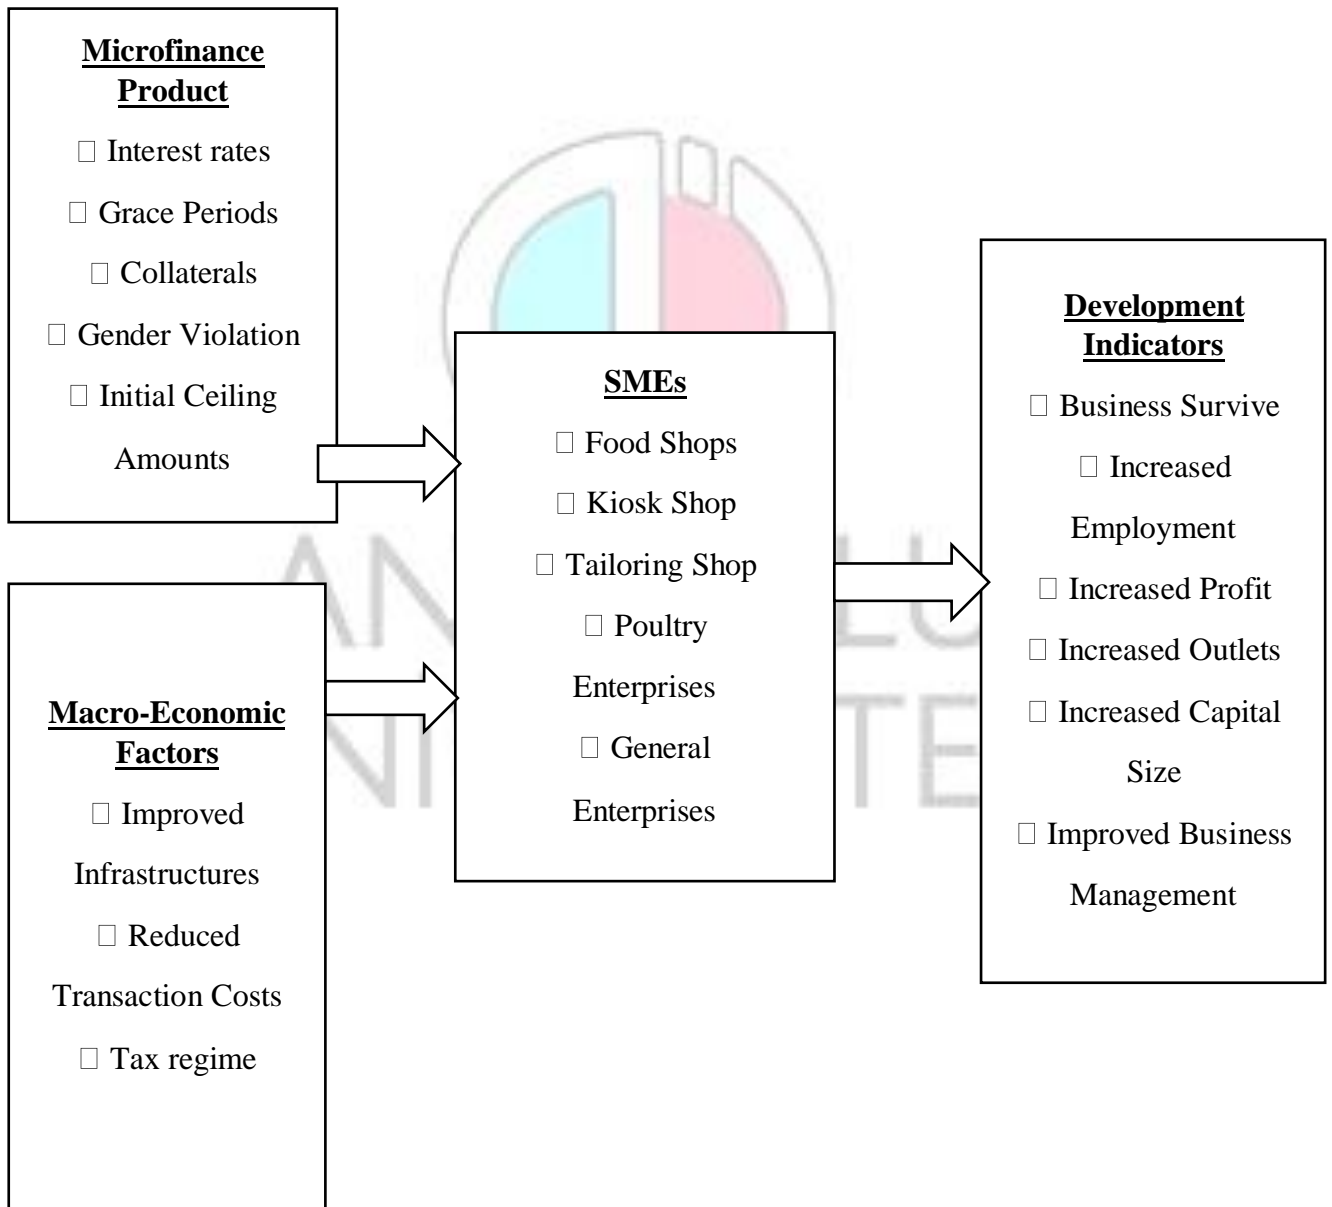 Microfinance
Product
□ Interest rates
□ Grace Periods
□ Collaterals
□ Gender Violation
□ Initial Ceiling
Amounts
Macro-Economic
Factors
□ Improved
Infrastructures
□ Reduced
Transaction Costs
□ Tax regime
SMEs
□ Food Shops
□ Kiosk Shop
□ Tailoring Shop
□ Poultry
Enterprises
□ General
Enterprises
Development
Indicators
□ Business Survive
□ Increased
Employment
□ Increased Profit
□ Increased Outlets
□ Increased Capital
Size
□ Improved Business
Management